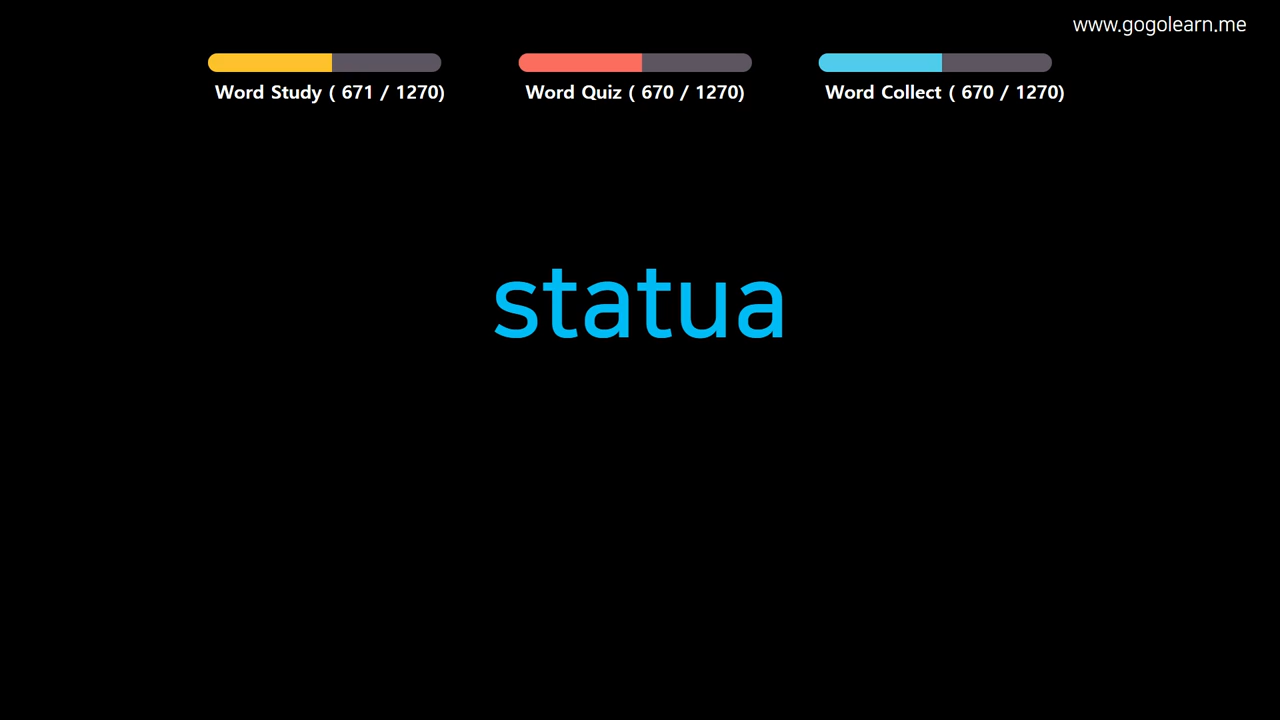 www.gogolearn.me
Word Study ( 671 / 1270)
Word Quiz ( 670 / 1270)
Word Collect ( 670 / 1270)
statua